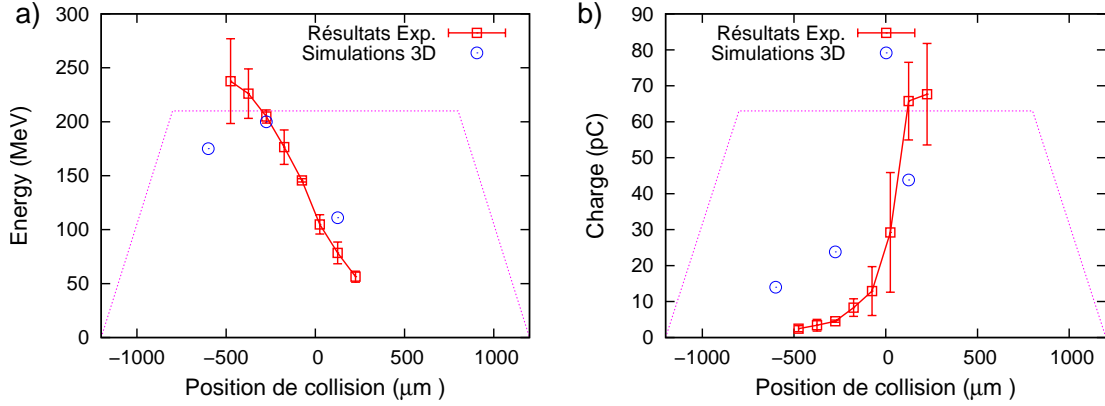 a)
Résultats Exp.
Simulations 3D
Energy (MeV)
300
250
200
150
100
50
0
−1000 −500 0 500 1000
Position de collision (μm )
b)
Résultats Exp.
Simulations 3D
Charge (pC)
90
80
70
60
50
40
30
20
10
0
−1000 −500 0 500 1000
Position de collision (μm )